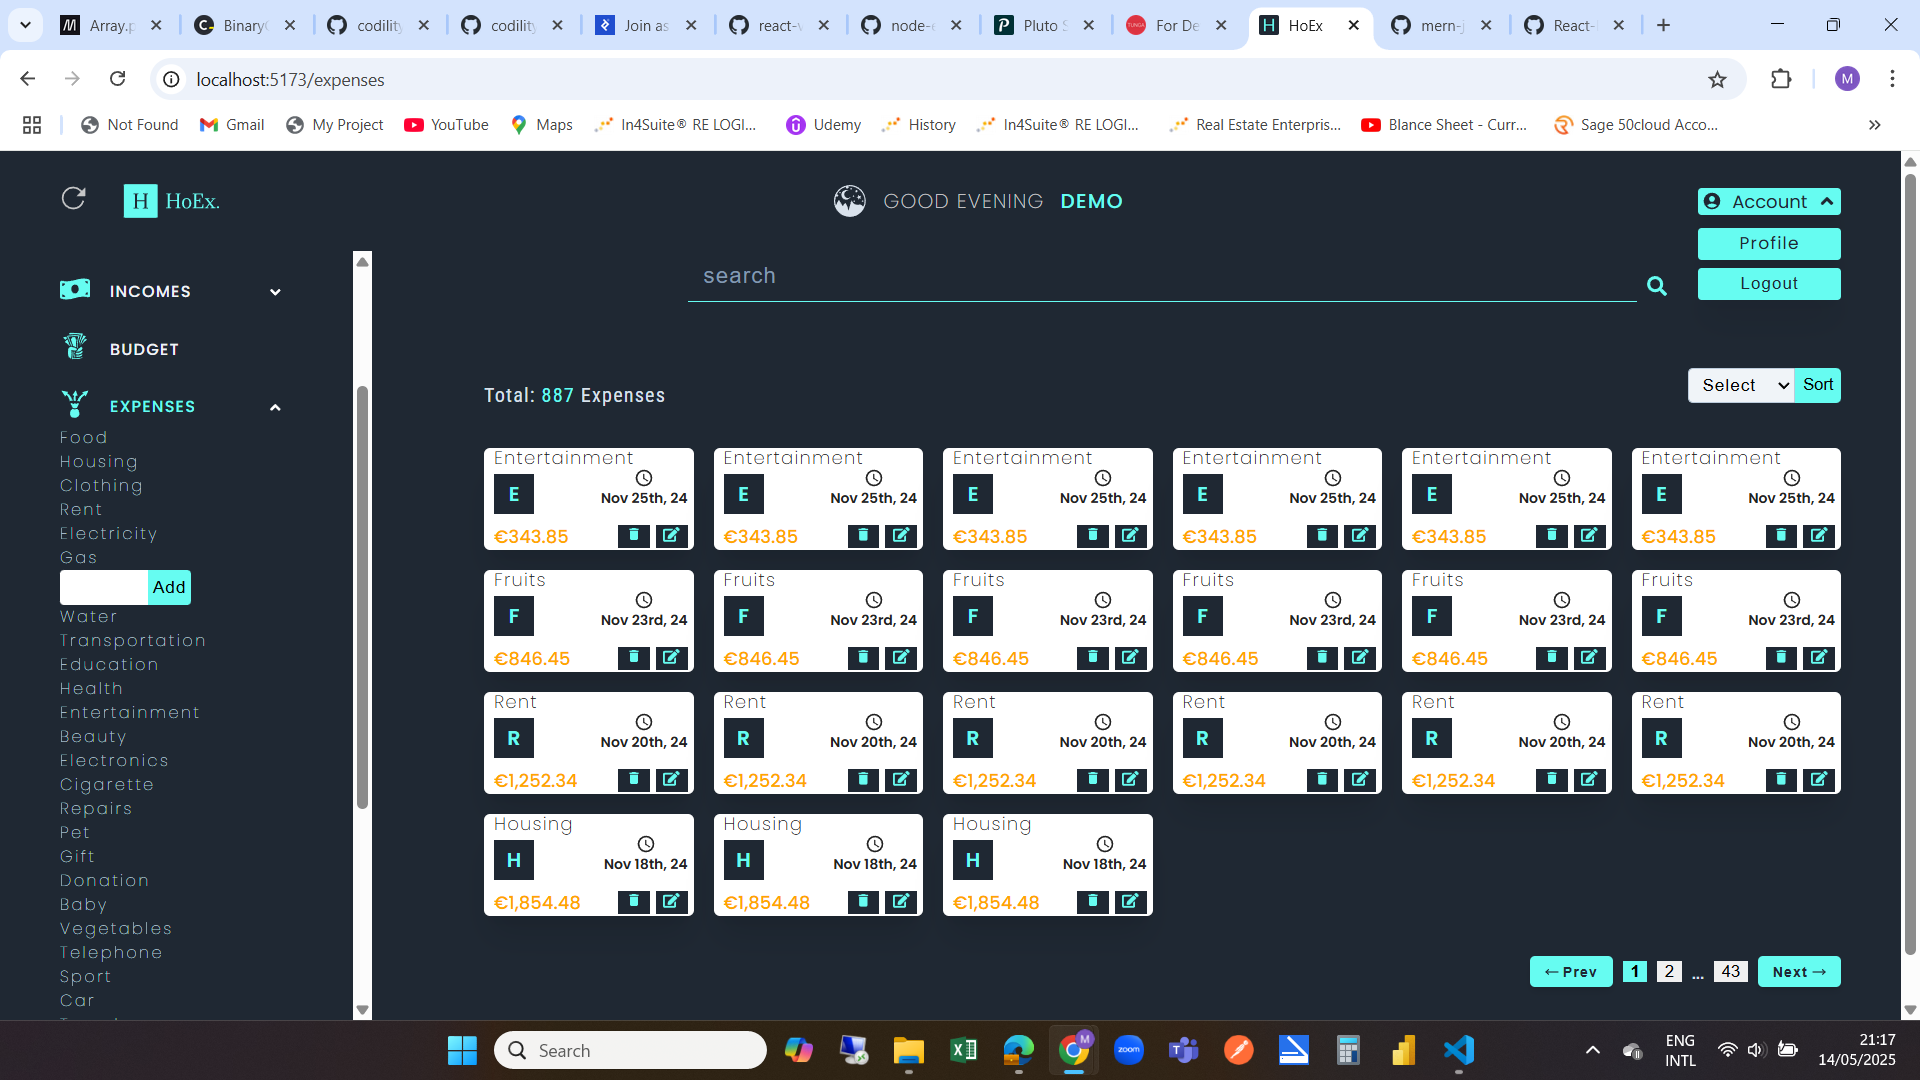 Array.p
Binary
codility
codility
Join as
react-v
node-e
Pluto S
For De
HoEx
mern-j
React-
localhost:5173/expenses
M
Not Found
Gmail
My Project
YouTube
Maps
In4Suite® RE LOGI...
Udemy
History
In4Suite® RE LOGI...
Real Estate Enterpris...
Blance Sheet - Curr...
Sage 50cloud Acco...
H HoEx.
GOOD EVENING DEMO
Account
Profile
Logout
search
INCOMES
BUDGET
EXPENSES
Food
Housing
Clothing
Rent
Electricity
Gas
Add
Water
Transportation
Education
Health
Entertainment
Beauty
Electronics
Cigarette
Repairs
Pet
Gift
Donation
Baby
Vegetables
Telephone
Sport
Car
Total: 887 Expenses
Select
Sort
Entertainment Entertainment Entertainment Entertainment Entertainment Entertainment
E E E E E E
Nov 25th, 24 Nov 25th, 24 Nov 25th, 24 Nov 25th, 24 Nov 25th, 24 Nov 25th, 24
€343.85 €343.85 €343.85 €343.85 €343.85 €343.85
Fruits Fruits Fruits Fruits Fruits Fruits
F F F F F F
Nov 23rd, 24 Nov 23rd, 24 Nov 23rd, 24 Nov 23rd, 24 Nov 23rd, 24 Nov 23rd, 24
€846.45 €846.45 €846.45 €846.45 €846.45 €846.45
Rent Rent Rent Rent Rent Rent
R R R R R R
Nov 20th, 24 Nov 20th, 24 Nov 20th, 24 Nov 20th, 24 Nov 20th, 24 Nov 20th, 24
€1,252.34 €1,252.34 €1,252.34 €1,252.34 €1,252.34 €1,252.34
Housing Housing Housing
H H H
Nov 18th, 24 Nov 18th, 24 Nov 18th, 24
€1,854.48 €1,854.48 €1,854.48
← Prev 1 2 ... 43 Next →
Search
M
zoom
ENG
INTL
21:17
14/05/2025